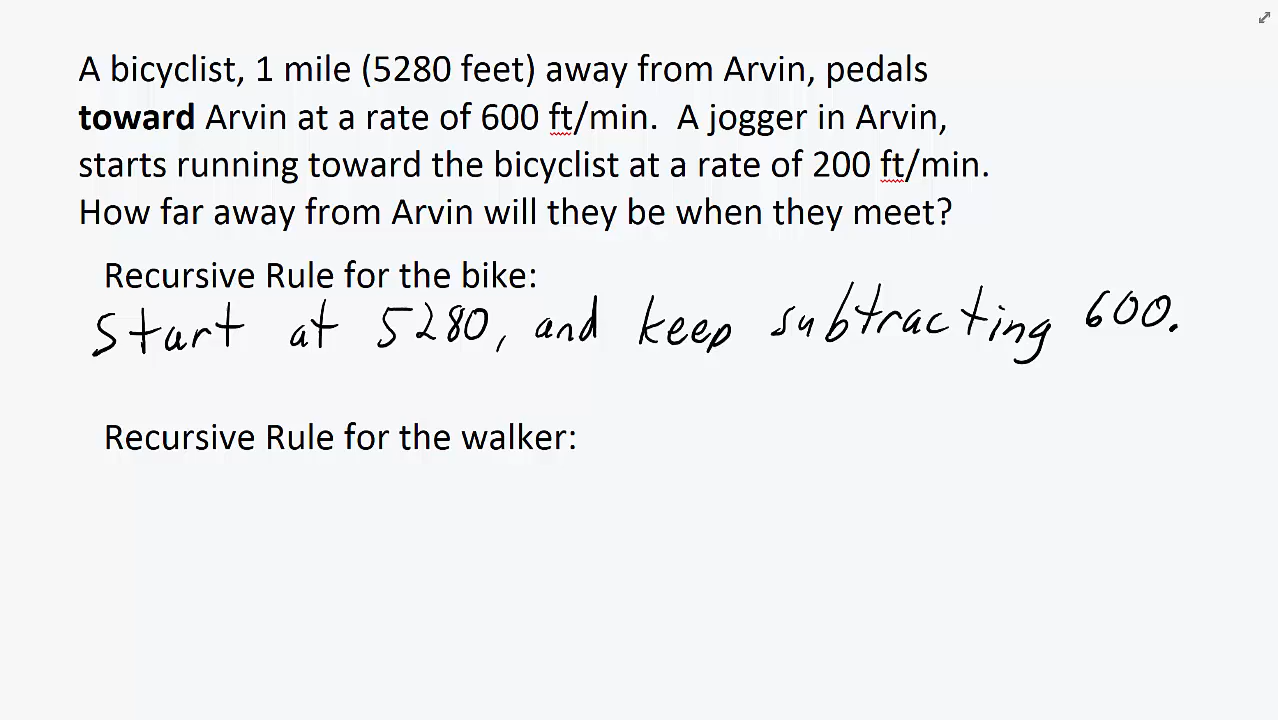 A bicyclist, 1 mile (5280 feet) away from Arvin, pedals
toward Arvin at a rate of 600 ft/min.  A jogger in Arvin,
starts running toward the bicyclist at a rate of 200 ft/min.
How far away from Arvin will they be when they meet?
Recursive Rule for the bike:
Start at 5280, and keep subtracting 600.
Recursive Rule for the walker: